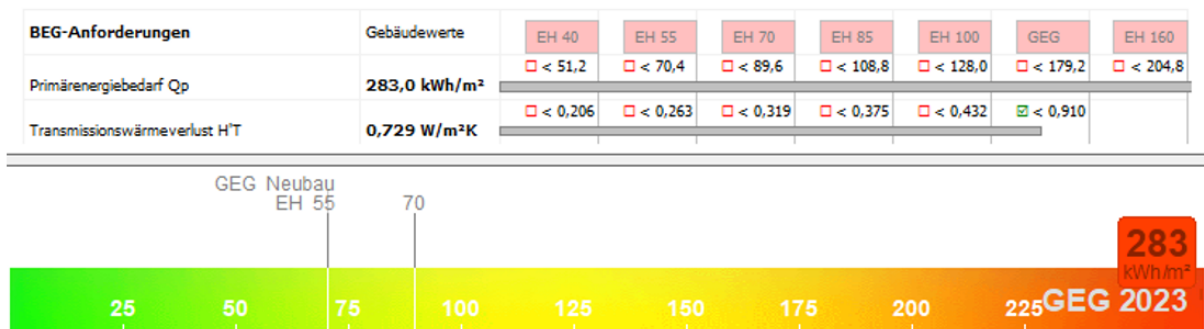 BEG-Anforderungen Gebäudewerte EH 40 EH 55 EH 70 EH 85 EH 100 GEG EH 160
< 51,2 < 70,4 < 89,6 < 108,8 < 128,0 < 179,2 < 204,8
Primärenergiebedarf Qp 283,0 kWh/m²
< 0,206 < 0,263 < 0,319 < 0,375 < 0,432 < 0,910
Transmissionswärmeverlust H'T 0,729 W/m²K
GEG Neubau
EH 55 70
283
kWh/m²
25 50 75 100 125 150 175 200 225 GEG 2023